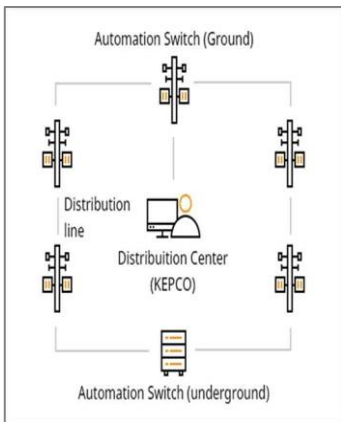 Automation Switch (Ground)
Distribution
line
Distribuition Center
(KEPCO)
Automation Switch (underground)